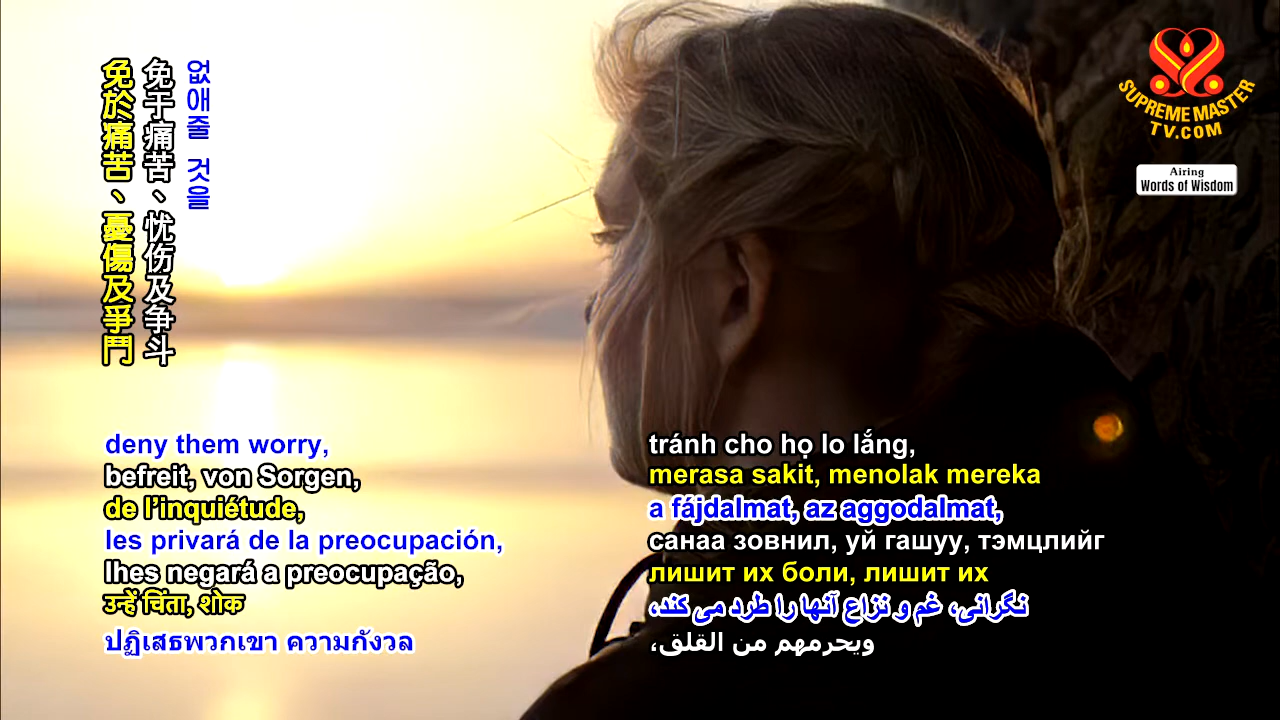 免於痛苦、憂傷及爭鬥
免于痛苦、忧伤及争斗
없애줄 것을
SUPREME MASTER
TV.COM
Airing
Words of Wisdom
deny them worry,
befreit, von Sorgen,
de l’inquiétude,
les privará de la preocupación,
lhes negará a preocupação,
उन्हें चिंता, शोक
ปฏิเสธพวกเขา ความกังวล
tránh cho họ lo lắng,
merasa sakit, menolak mereka
a fájdalmat, az aggodalmat,
санаа зовнил, уй гашуу, тэмцлийг
лишит их боли, лишит их
نگرانی، غم و نزاع آنها را طرد می کند،
ويحرمهم من القلق،